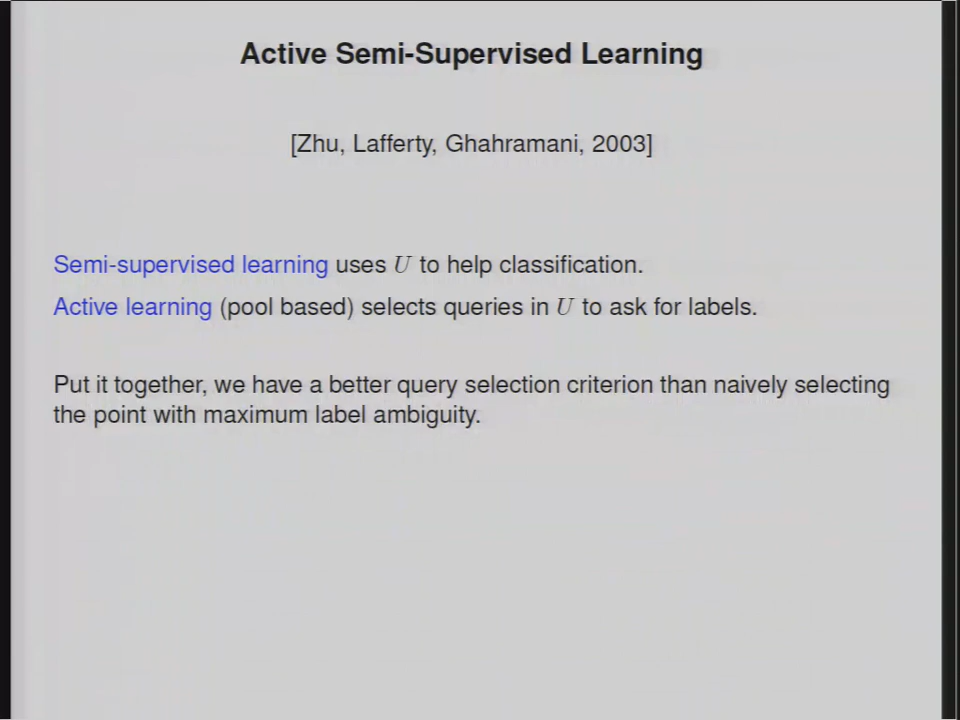 Active Semi-Supervised Learning
[Zhu, Lafferty, Ghahramani, 2003]
Semi-supervised learning uses U to help classification.
Active learning (pool based) selects queries in U to ask for labels.
Put it together, we have a better query selection criterion than naively selecting
the point with maximum label ambiguity.